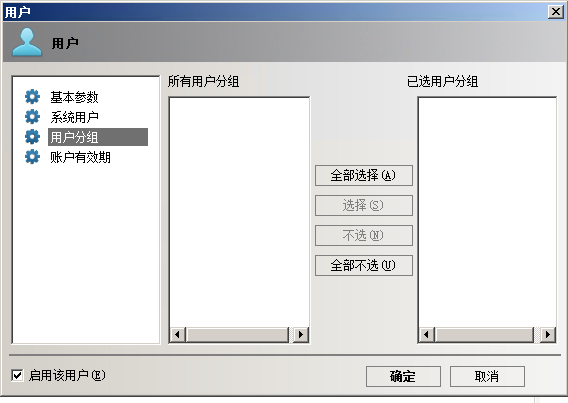 用户
用户
基本参数
系统用户
用户分组
账户有效期
所有用户分组
全部选择(A)
选择(S)
不选(N)
全部不选(U)
已选用户分组
启用该用户(E)
确定
取消